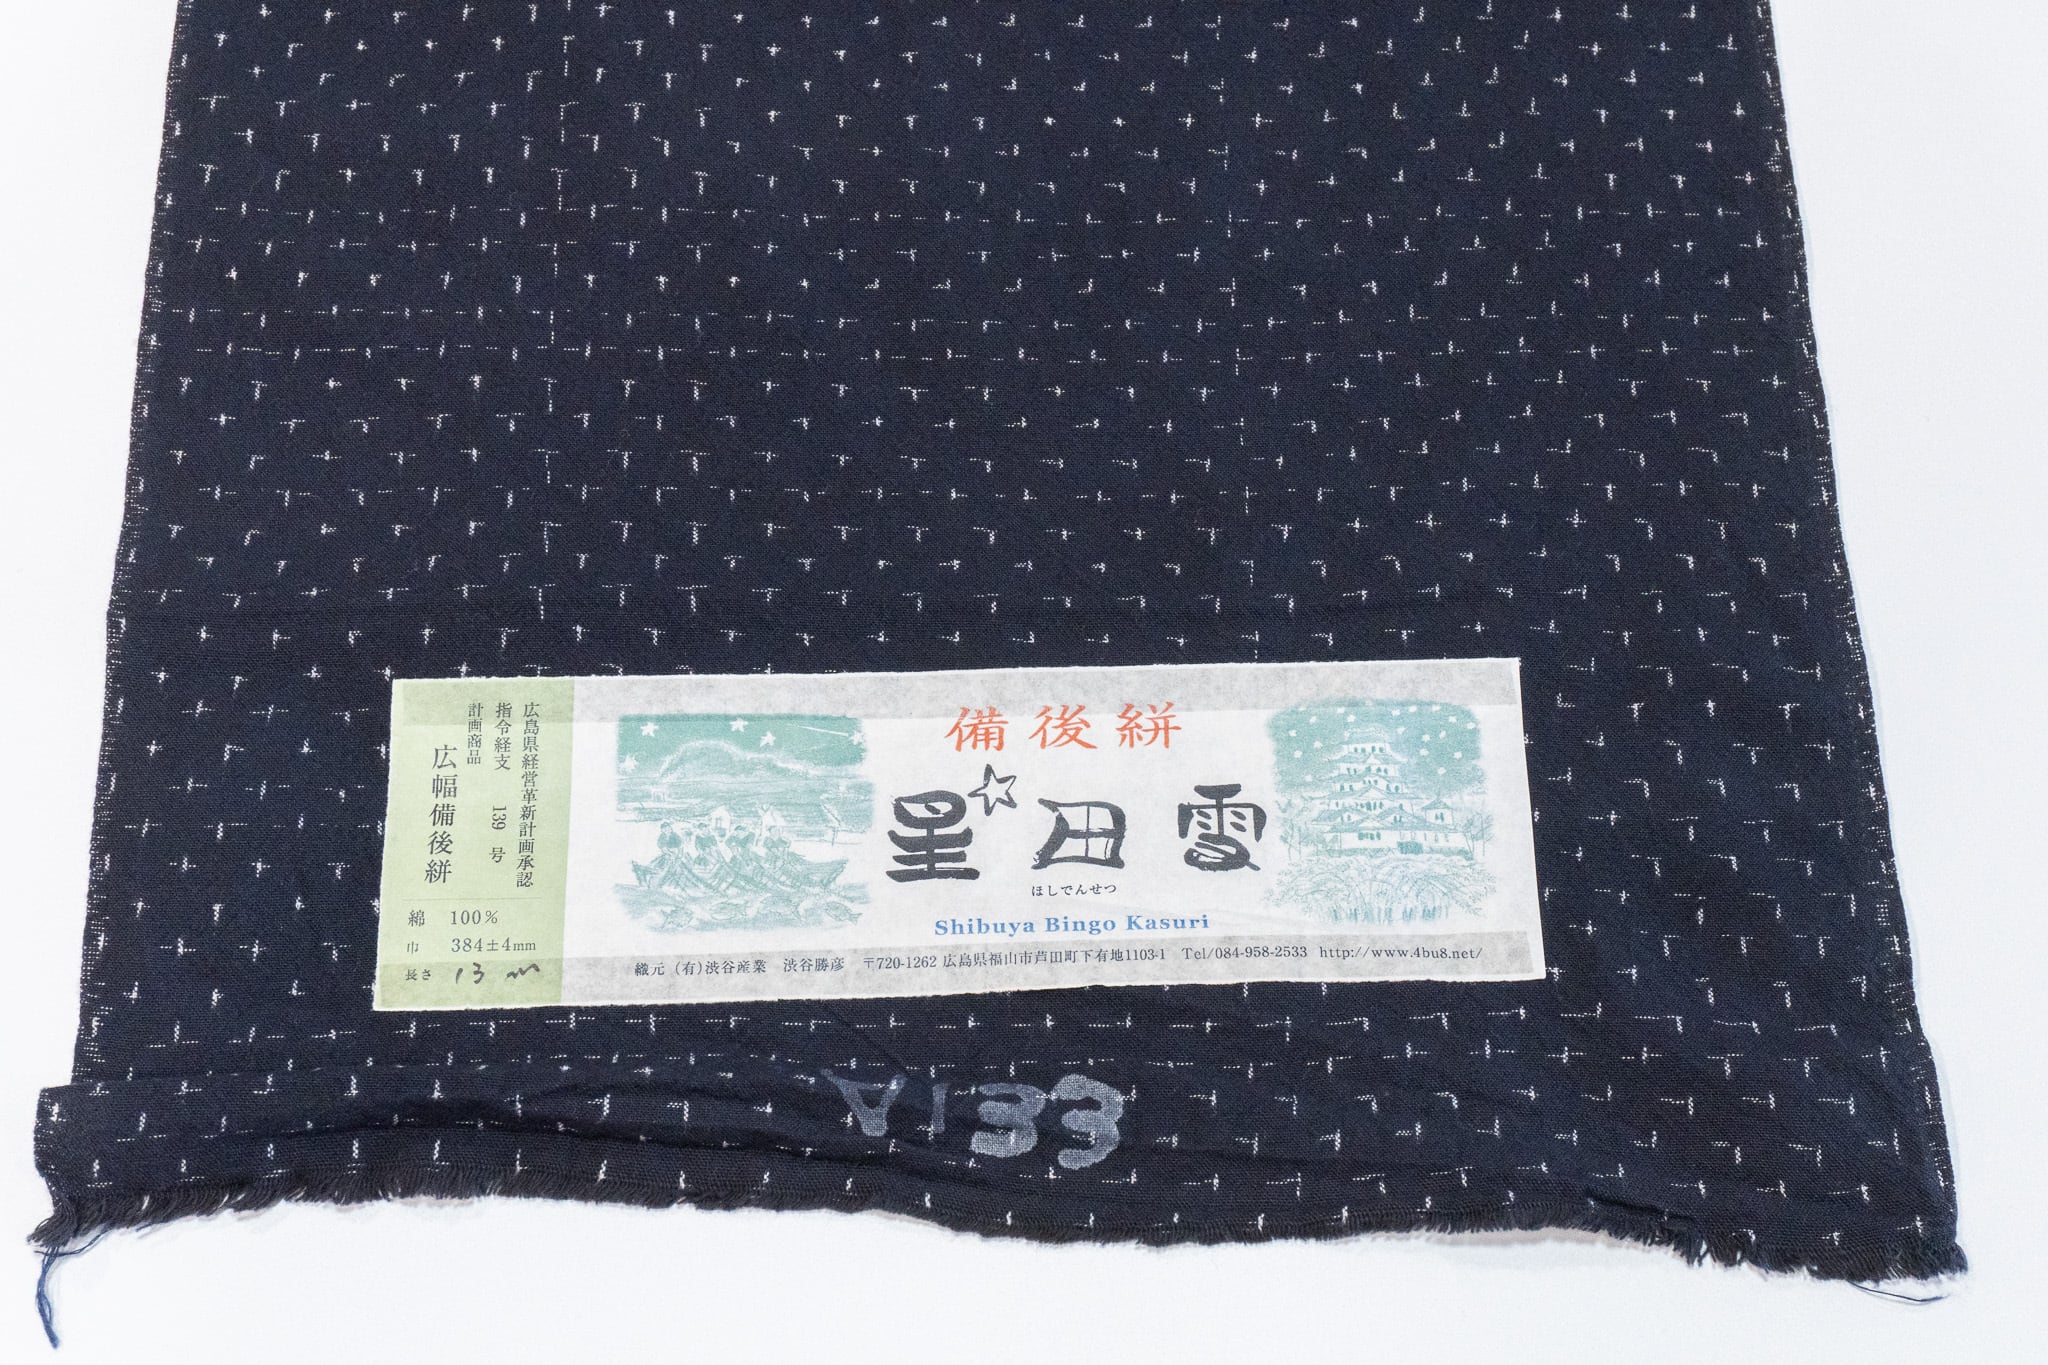 広島県経営革新計画承認
指令経支 139 号
計画商品
広幅備後絣
綿 100%
巾 384±4mm
長さ 13 m
備後絣
星田雪
ほしでんせつ
Shibuya Bingo Kasuri
織元 (有)渋谷産業 渋谷勝彦 〒720-1262 広島県福山市芦田町下有地1103-1 Tel/084-958-2533 http://www.4bu8.net/
A133